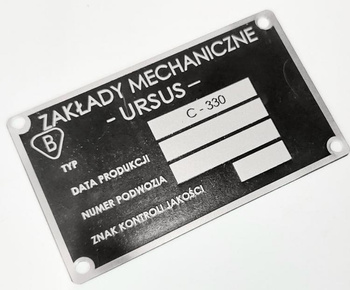 ZAKŁADY MECHANICZNE
- URSUS -
B
TYP C - 330
DATA PRODUKCJI
NUMER PODWOZIA
ZNAK KONTROLI JAKOŚCI